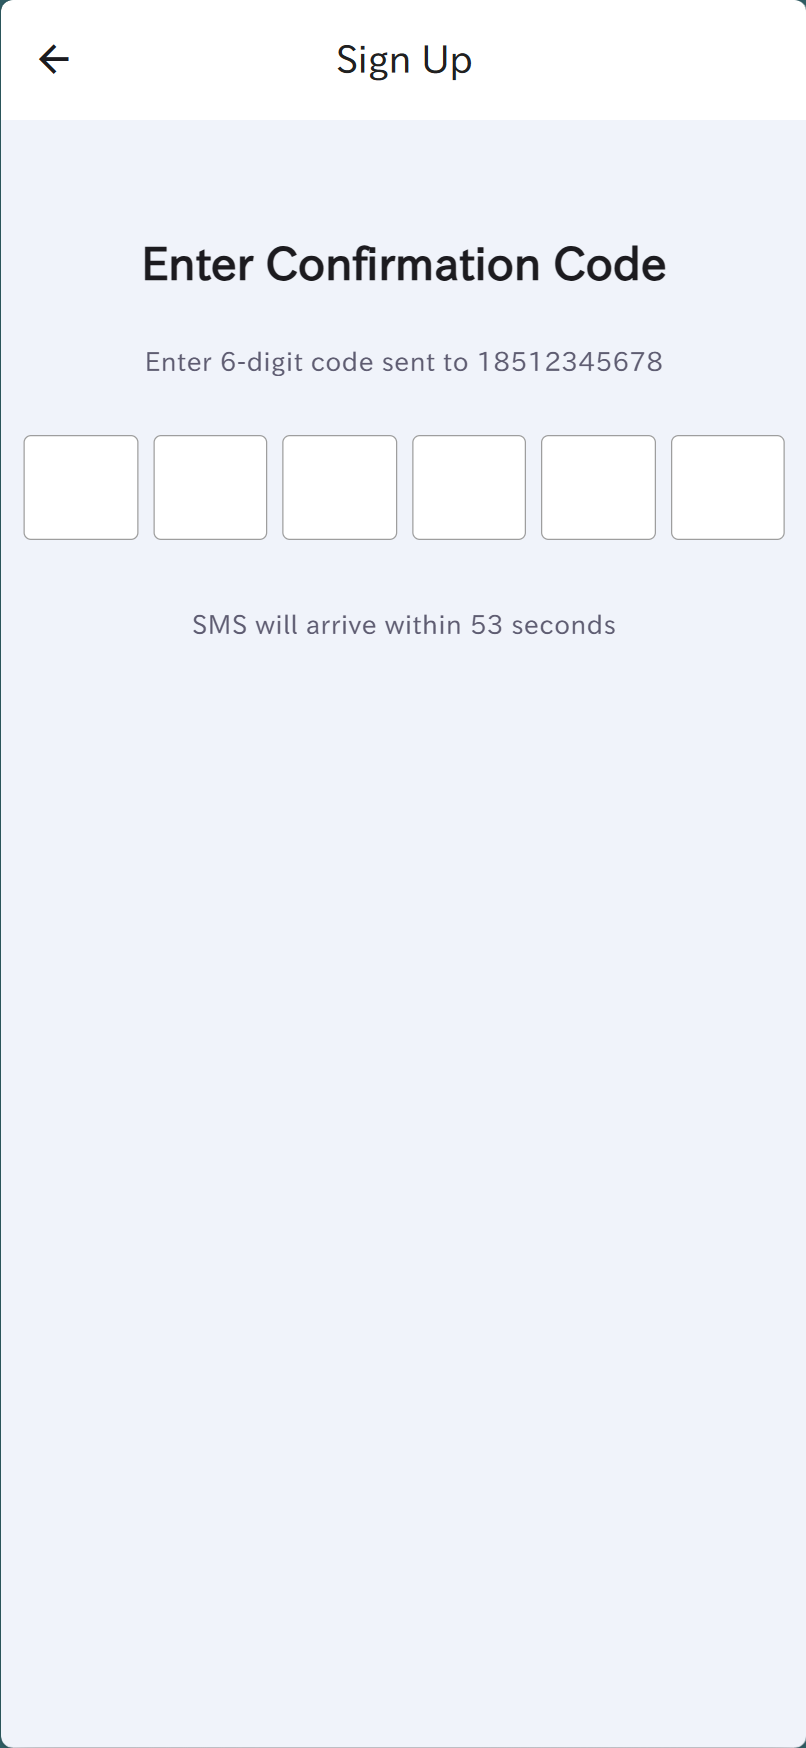 Sign Up
Enter Confirmation Code
Enter 6-digit code sent to 18512345678
SMS will arrive within 53 seconds